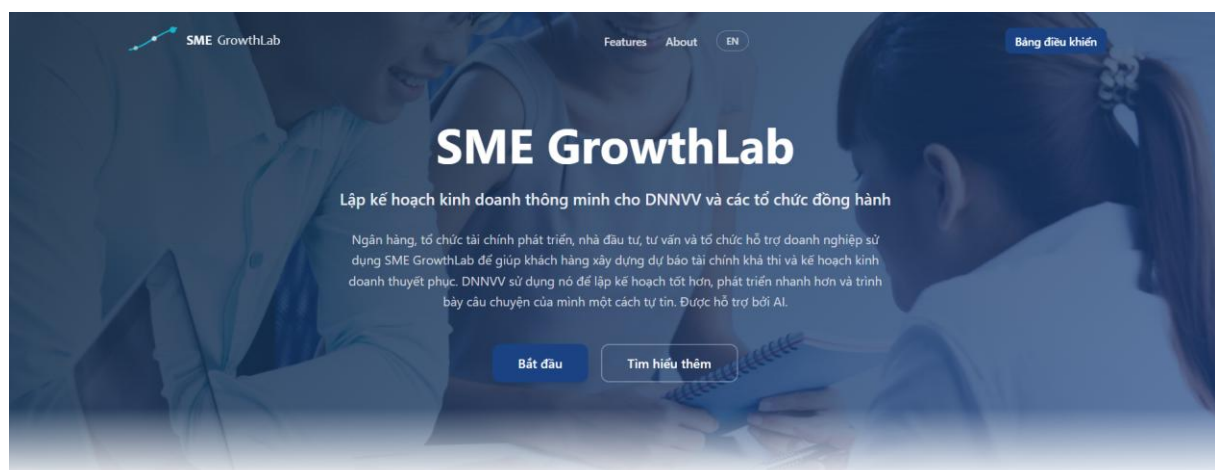 SME GrowthLab
Features About EN
Bảng điều khiển
SME GrowthLab
Lập kế hoạch kinh doanh thông minh cho DNNVV và các tổ chức đồng hành
Ngân hàng, tổ chức tài chính phát triển, nhà đầu tư, tư vấn và tổ chức hỗ trợ doanh nghiệp sử
dụng SME GrowthLab để giúp khách hàng xây dựng dự báo tài chính khả thi và kế hoạch kinh
doanh thuyết phục. DNNVV sử dụng nó để lập kế hoạch tốt hơn, phát triển nhanh hơn và trình
bày câu chuyện của mình một cách tự tin. Được hỗ trợ bởi AI.
Bắt đầu
Tìm hiểu thêm